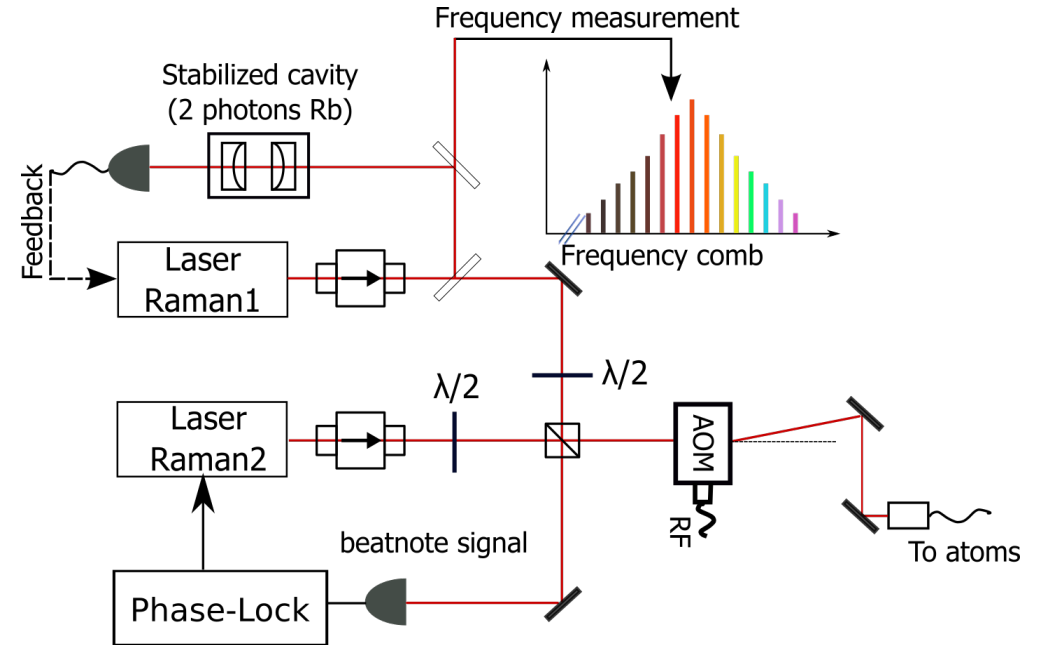 Frequency measurement
Stabilized cavity
(2 photons Rb)
Feedback
Laser
Raman1
Frequency comb
λ/2
λ/2
Laser
Raman2
AOM
RF
beatnote signal
To atoms
Phase-Lock